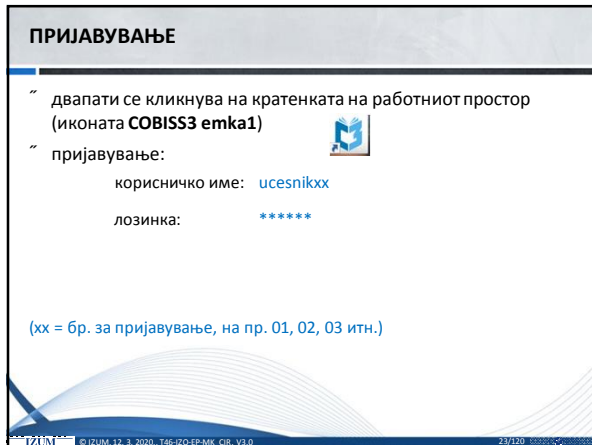 ПРИЈАВУВАЊЕ
˝ двапати се кликнува на кратенката на работниот простор
(иконата COBISS3 emka1)
˝ пријавување:
корисничко име: ucesnikxx
лозинка: ******
(xx = бр. за пријавување, на пр. 01, 02, 03 итн.)
IZUM © IZUM, 12. 3. 2020., T46-IZO-EP-MK_CIR, V3.0 23/120